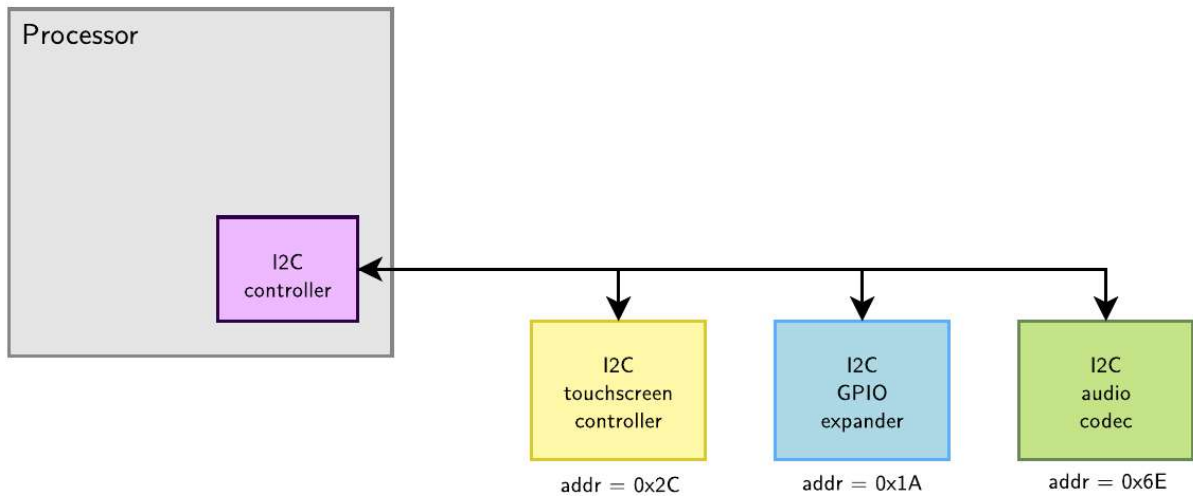 Processor
I2C
controller
I2C
touchscreen
controller
addr = 0x2C
I2C
GPIO
expander
addr = 0x1A
I2C
audio
codec
addr = 0x6E